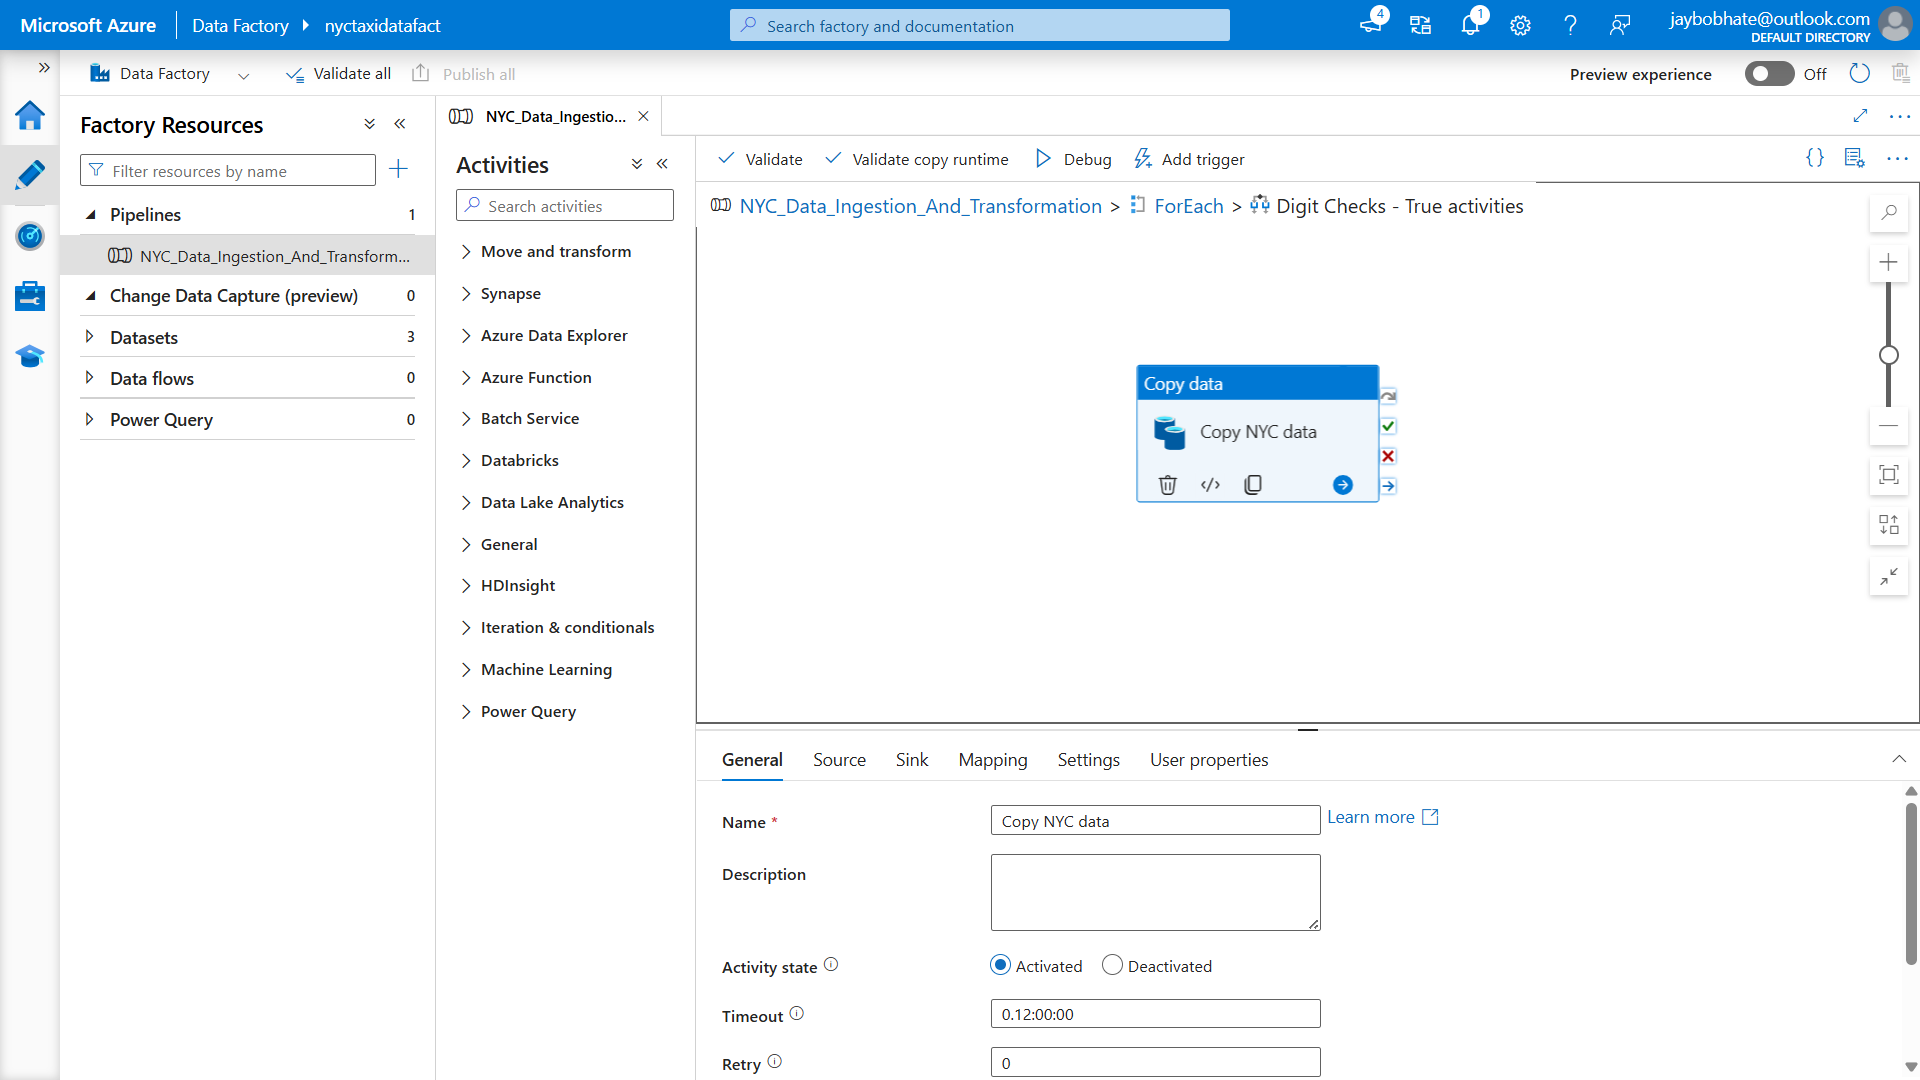 Microsoft Azure
Data Factory
nyctaxidatafact
Search factory and documentation
4
1
jaybobhate@outlook.com
DEFAULT DIRECTORY
Data Factory
Validate all
Publish all
Preview experience
Off
Factory Resources
Filter resources by name
Pipelines 1
NYC_Data_Ingestion_And_Transform...
Change Data Capture (preview) 0
Datasets 3
Data flows 0
Power Query 0
NYC_Data_Ingestio...
Activities
Search activities
Move and transform
Synapse
Azure Data Explorer
Azure Function
Batch Service
Databricks
Data Lake Analytics
General
HDInsight
Iteration & conditionals
Machine Learning
Power Query
Validate
Validate copy runtime
Debug
Add trigger
NYC_Data_Ingestion_And_Transformation > ForEach > Digit Checks - True activities
Copy data
Copy NYC data
General
Source
Sink
Mapping
Settings
User properties
Name *
Copy NYC data
Learn more
Description
Activity state
Activated
Deactivated
Timeout
0.12:00:00
Retry
0